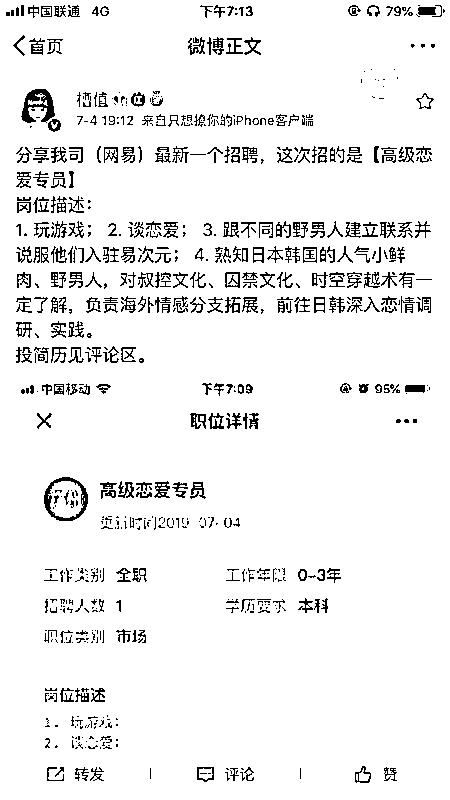 中国联通 4G 下午7:13 79%
首页 微博正文
栖值
7-4 19:12 来自只想撩你的iPhone客户端
分享我司（网易）最新一个招聘，这次招的是【高级恋
爱专员】
岗位描述：
1. 玩游戏； 2. 谈恋爱； 3. 跟不同的野男人建立联系并
说服他们入驻易次元； 4. 熟知日本韩国的人气小鲜
肉、野男人，对叔控文化、囚禁文化、时空穿越术有一
定了解，负责海外情感分支拓展，前往日韩深入恋情调
研、实践。
投简历见评论区。
中国移动 下午7:09 95%
职位详情
高级恋爱专员
更新时间2019-07-04
工作类别 全职 工作年限 0-3年
招聘人数 1 学历要求 本科
职位类别 市场
岗位描述
1. 玩游戏；
2. 谈恋爱；
转发 评论 赞